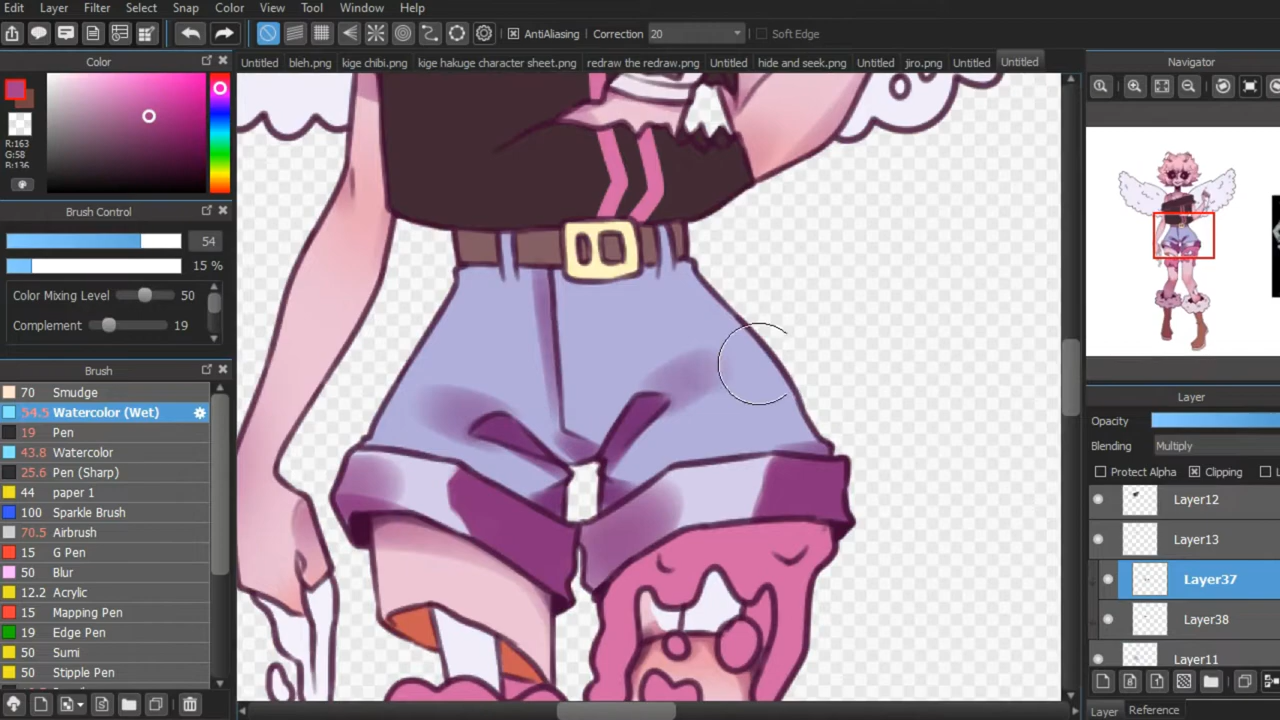 Edit Layer Filter Select Snap Color View Tool Window Help
AntiAliasing Correction 20 Soft Edge
Color
Untitled bleh.png kige chibi.png kige hakuge character sheet.png redraw the redraw.png Untitled hide and seek.png Untitled jiro.png Untitled Untitled
Navigator
R:163
G:58
B:136
Brush Control
54
15 %
Color Mixing Level 50
Complement 19
Brush
70 Smudge
54.5 Watercolor (Wet)
19 Pen
43.8 Watercolor
25.6 Pen (Sharp)
44 paper 1
100 Sparkle Brush
70.5 Airbrush
15 G Pen
50 Blur
12.2 Acrylic
15 Mapping Pen
19 Edge Pen
50 Sumi
50 Stipple Pen
Layer
Opacity
Blending Multiply
Protect Alpha Clipping
Layer12
Layer13
Layer37
Layer38
Layer11
Layer Reference